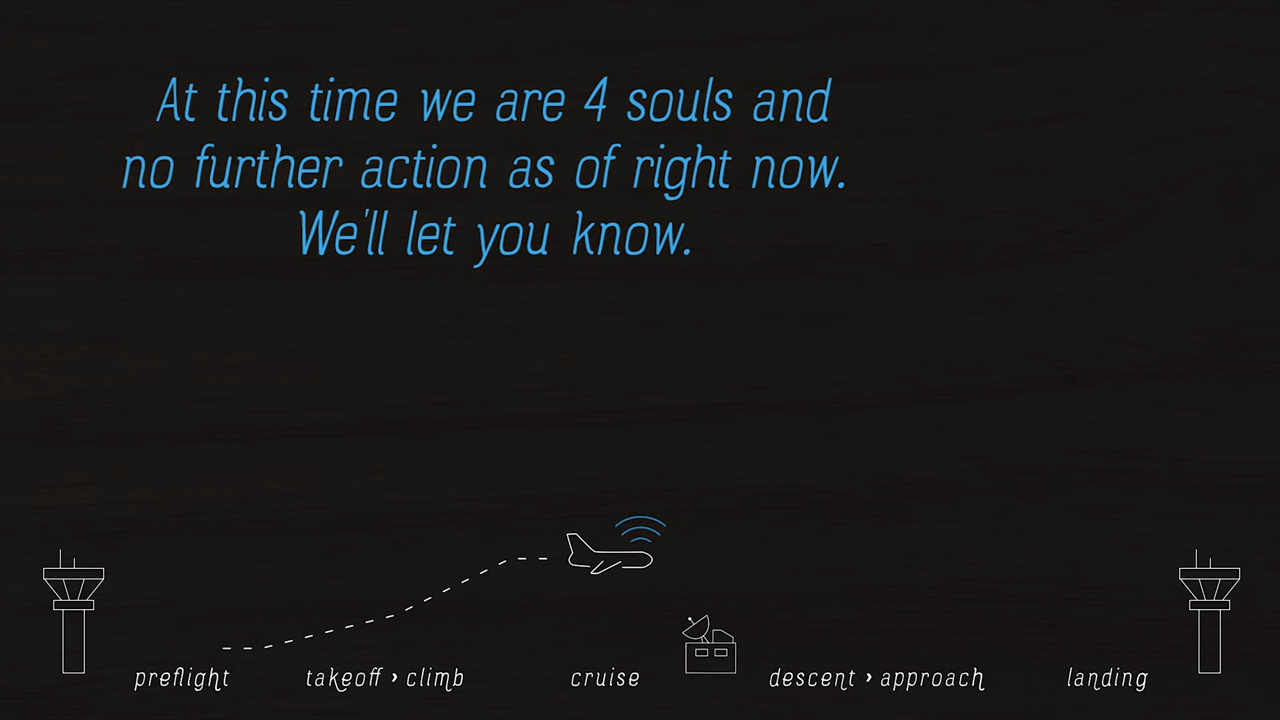 At this time we are 4 souls and
no further action as of right now.
We'll let you know.
preflight
takeoff › climb
cruise
descent › approach
landing